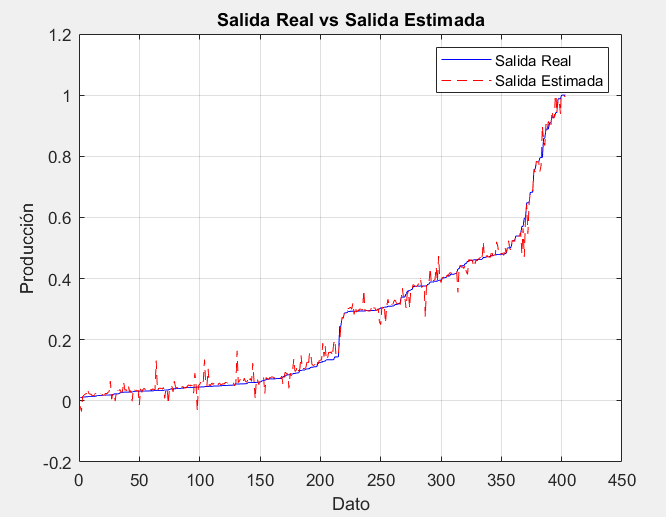 Salida Real vs Salida Estimada
Salida Real
Salida Estimada
Producción
1.2
1
0.8
0.6
0.4
0.2
0
-0.2
0 50 100 150 200 250 300 350 400 450
Dato